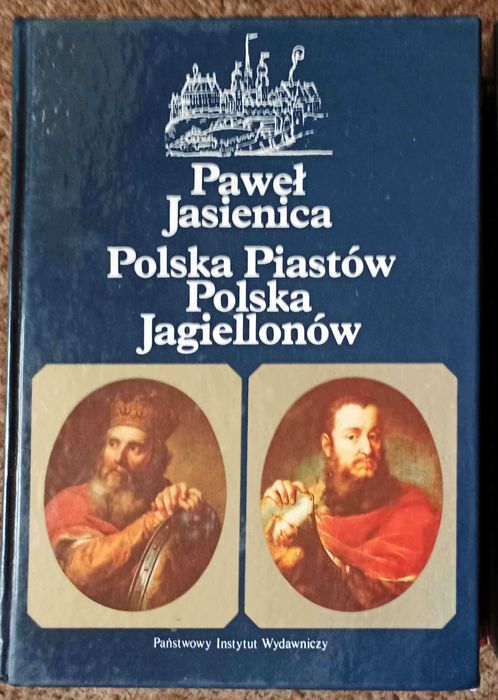 Paweł
Jasienica
Polska Piastów
Polska
Jagiellonów
Państwowy Instytut Wydawniczy